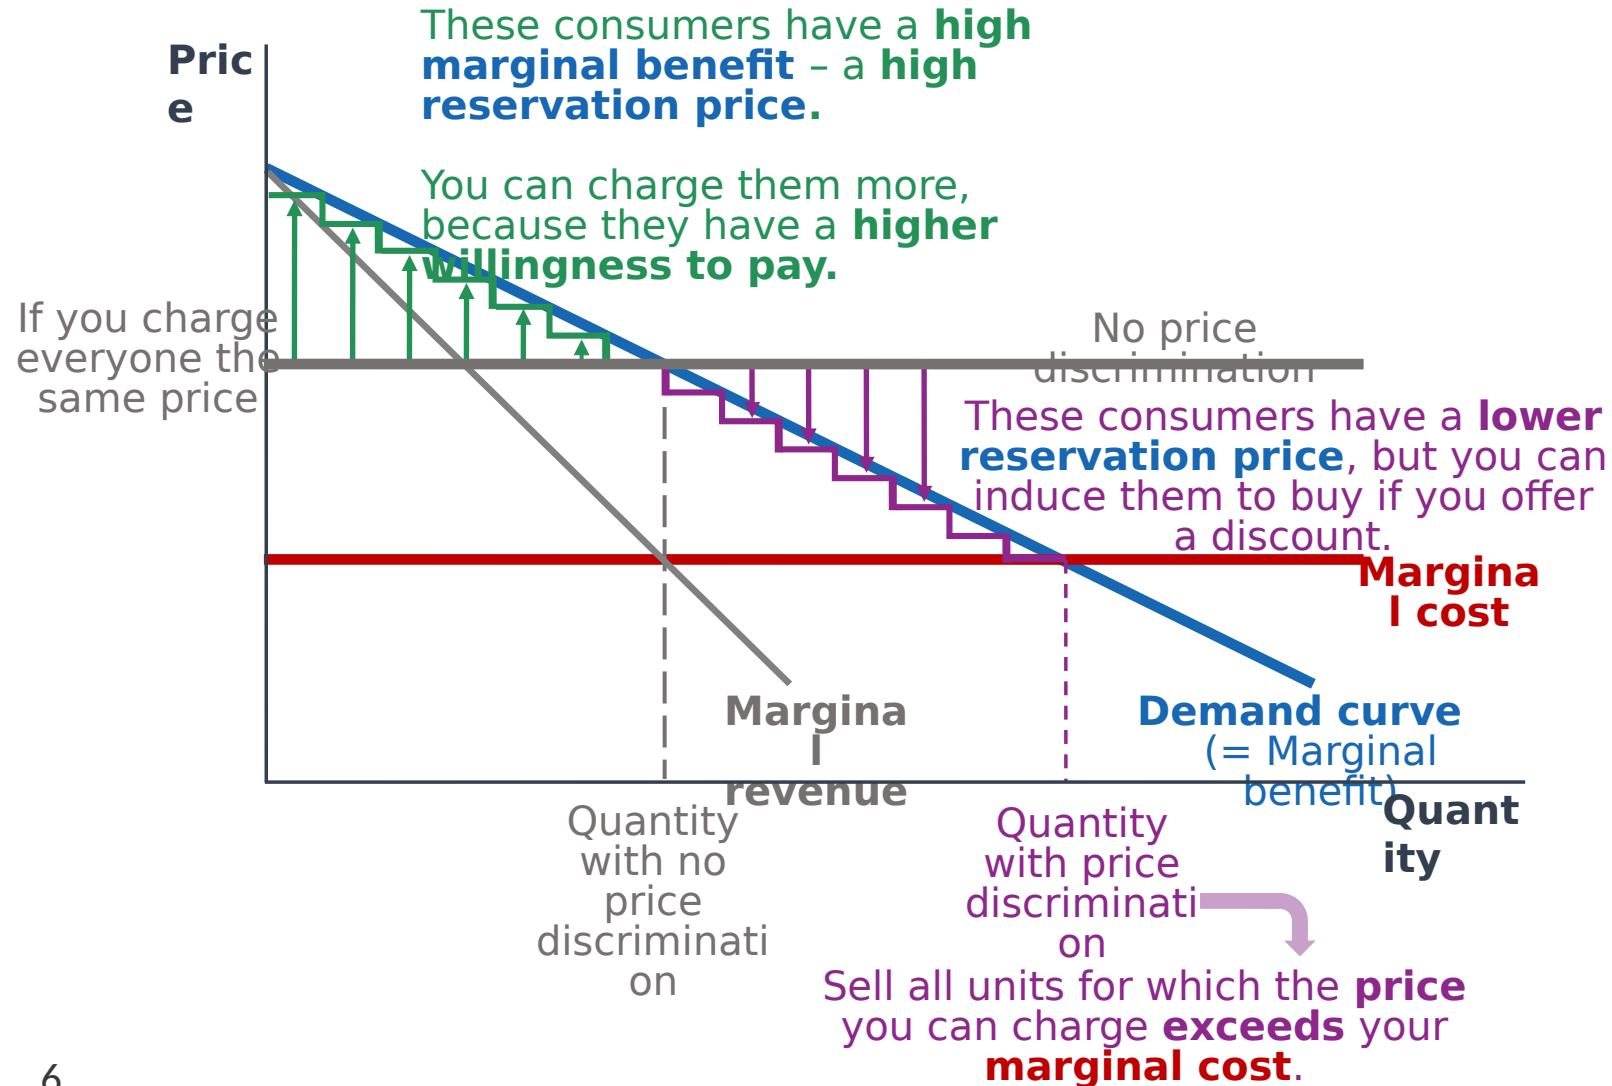 These consumers have a high
marginal benefit – a high
reservation price.
Pric
e
You can charge them more,
because they have a higher
willingness to pay.
If you charge
everyone the
same price
No price
discrimination
These consumers have a lower
reservation price, but you can
induce them to buy if you offer
a discount.
Margina
l cost
Margina
l
revenue
Demand curve
(= Marginal
benefit)
Quant
ity
Quantity
with no
price
discriminati
on
Quantity
with price
discriminati
on
Sell all units for which the price
you can charge exceeds your
marginal cost.
6